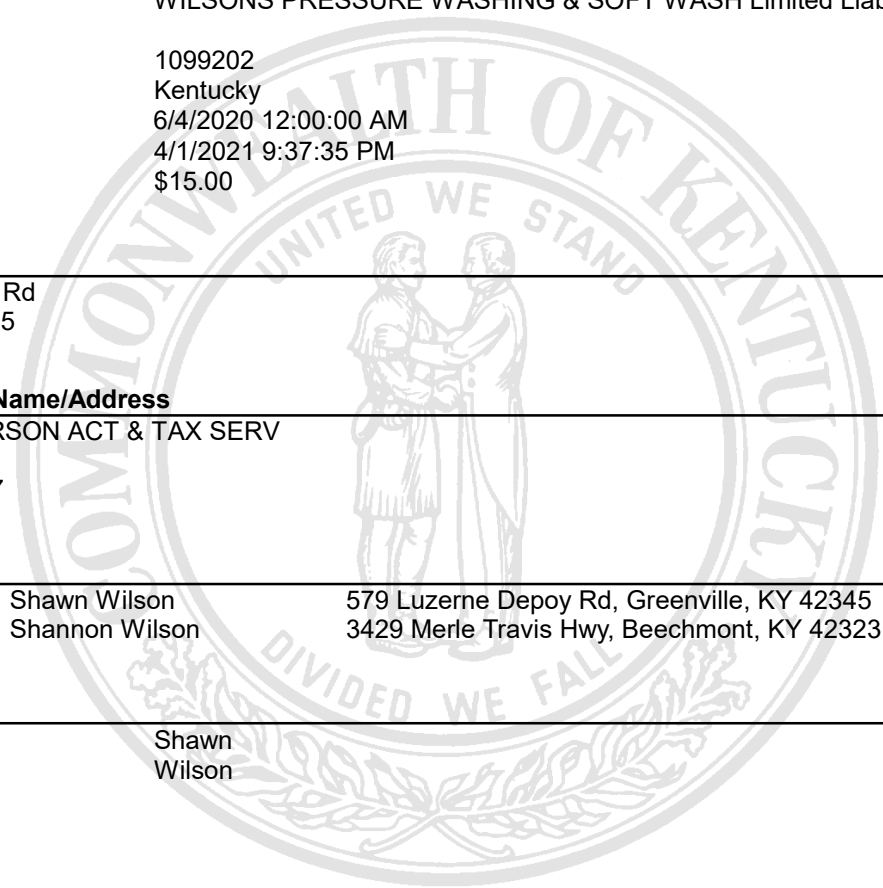 WILSONS PRESSURE WASHING & SOFT WASH Limited Liab
1099202
Kentucky
6/4/2020 12:00:00 AM
4/1/2021 9:37:35 PM
$15.00
COMMONWEALTH OF KENTUCKY
UNITED WE STAND
Rd
5
Name/Address
RSON ACT & TAX SERV
Shawn Wilson 579 Luzerne Depoy Rd, Greenville, KY 42345
Shannon Wilson 3429 Merle Travis Hwy, Beechmont, KY 42323
DIVIDED WE FALL
Shawn
Wilson